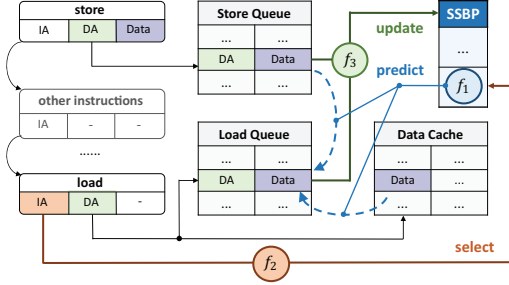 store
IA DA Data
other instructions
IA - -
......
load
IA DA -
Store Queue
... ...
DA Data
... ...
Load Queue
... ...
DA Data
... ...
Data Cache
... ...
Data ...
... ...
SSBP
...
f1
f3
update
predict
select
f2